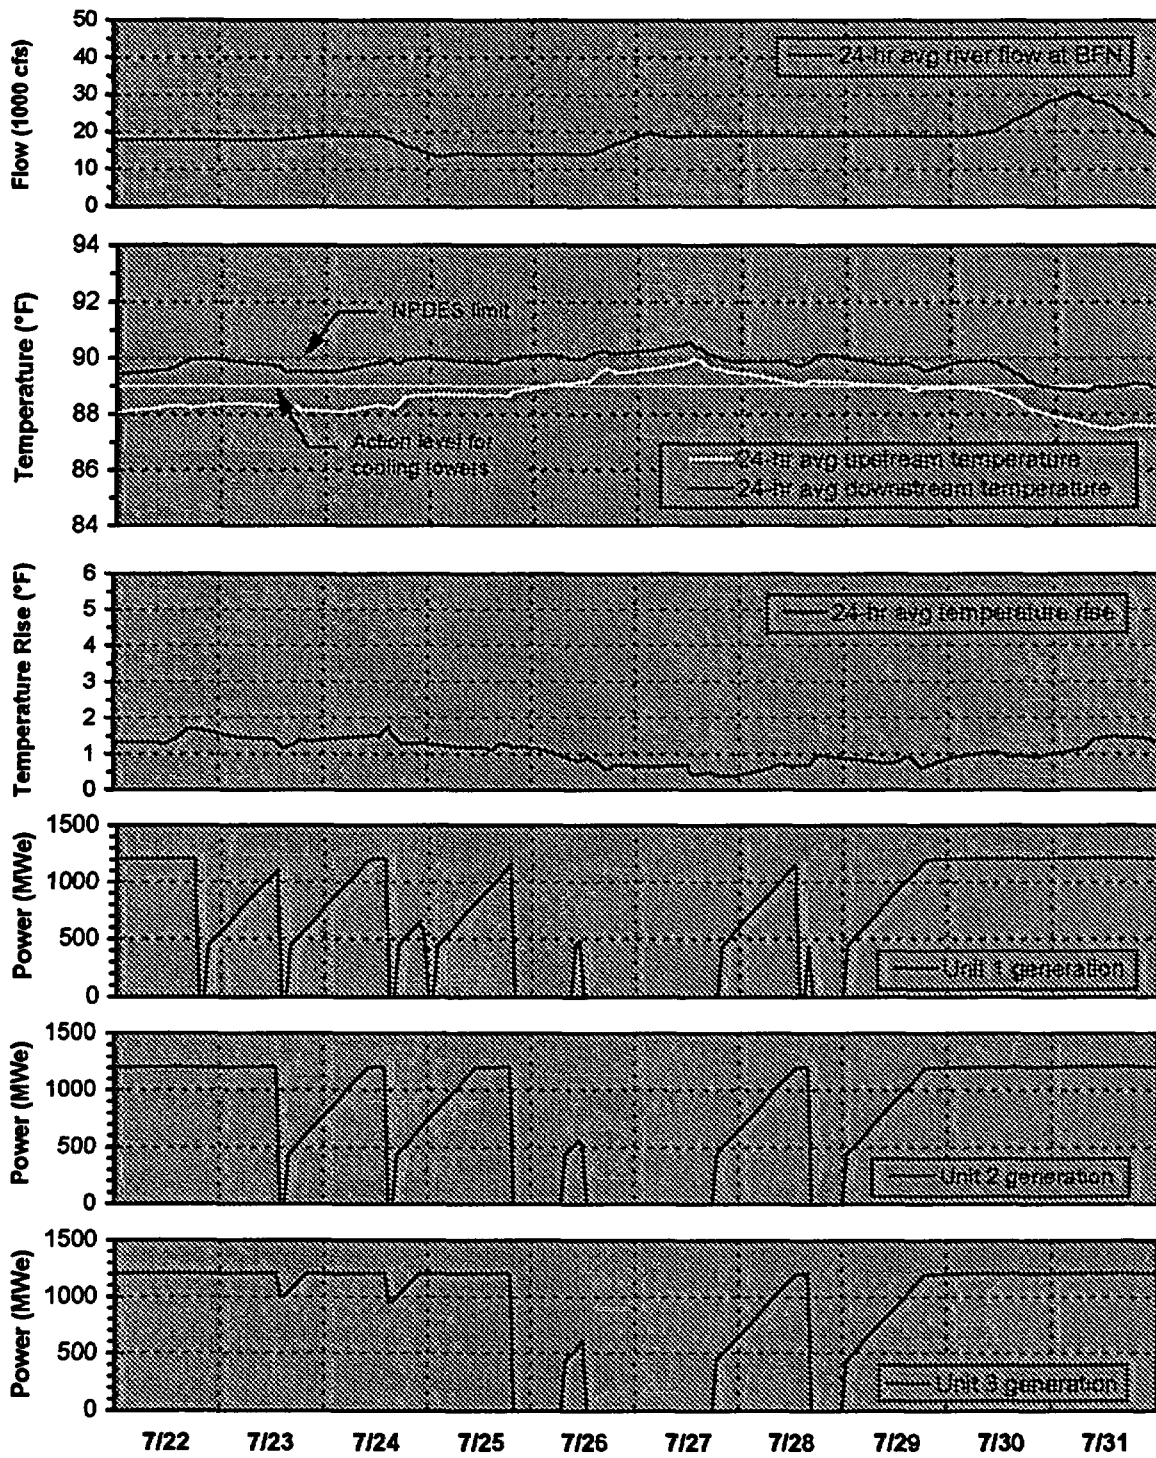 Flow (1000 cfs)
50
40
30
20
10
0
24-hr avg river flow at BFN
Temperature (°F)
94
92
90
88
86
84
NPDES limit
Action level for
cooling towers
24-hr avg upstream temperature
24-hr avg downstream temperature
Temperature Rise (°F)
6
5
4
3
2
1
0
24-hr avg temperature rise
Power (MWe)
1500
1000
500
0
Unit 1 generation
Power (MWe)
1500
1000
500
0
Unit 2 generation
Power (MWe)
1500
1000
500
0
Unit 3 generation
7/22 7/23 7/24 7/25 7/26 7/27 7/28 7/29 7/30 7/31